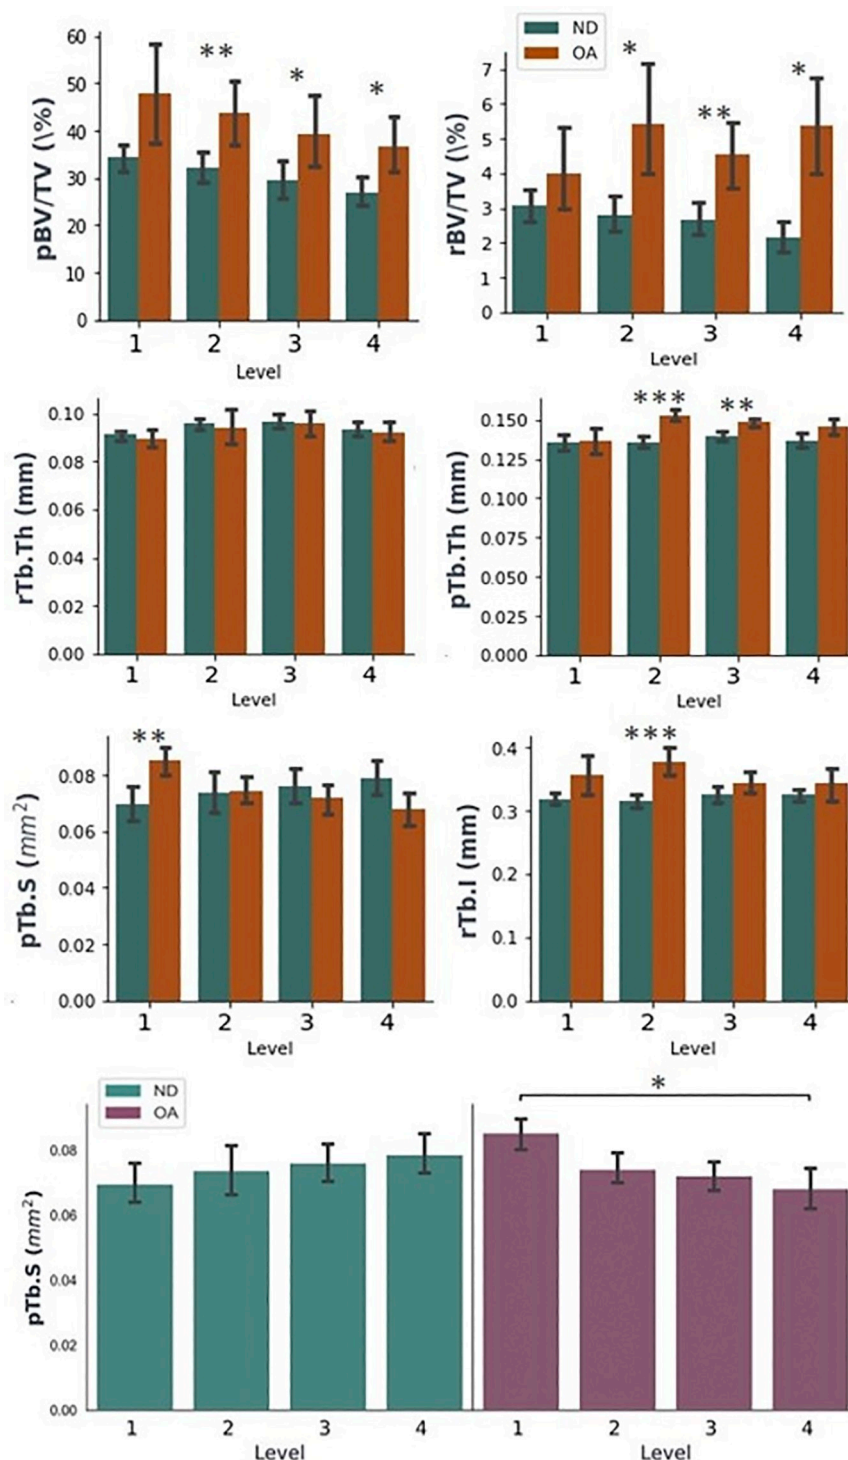 ND
OA
pBV/TV (\%)
60
50
40
30
20
10
0
**
*
*
1 2 3 4
Level
rBV/TV (\%)
7
6
5
4
3
2
1
0
*
**
*
1 2 3 4
Level
rTb.Th (mm)
0.10
0.08
0.06
0.04
0.02
0.00
1 2 3 4
Level
pTb.Th (mm)
0.150
0.125
0.100
0.075
0.050
0.025
0.000
***
**
1 2 3 4
Level
pTb.S (mm²)
0.08
0.06
0.04
0.02
0.00
**
1 2 3 4
Level
rTb.l (mm)
0.4
0.3
0.2
0.1
0.0
***
1 2 3 4
Level
ND
OA
pTb.S (mm²)
0.08
0.06
0.04
0.02
0.00
*
1 2 3 4
Level
1 2 3 4
Level